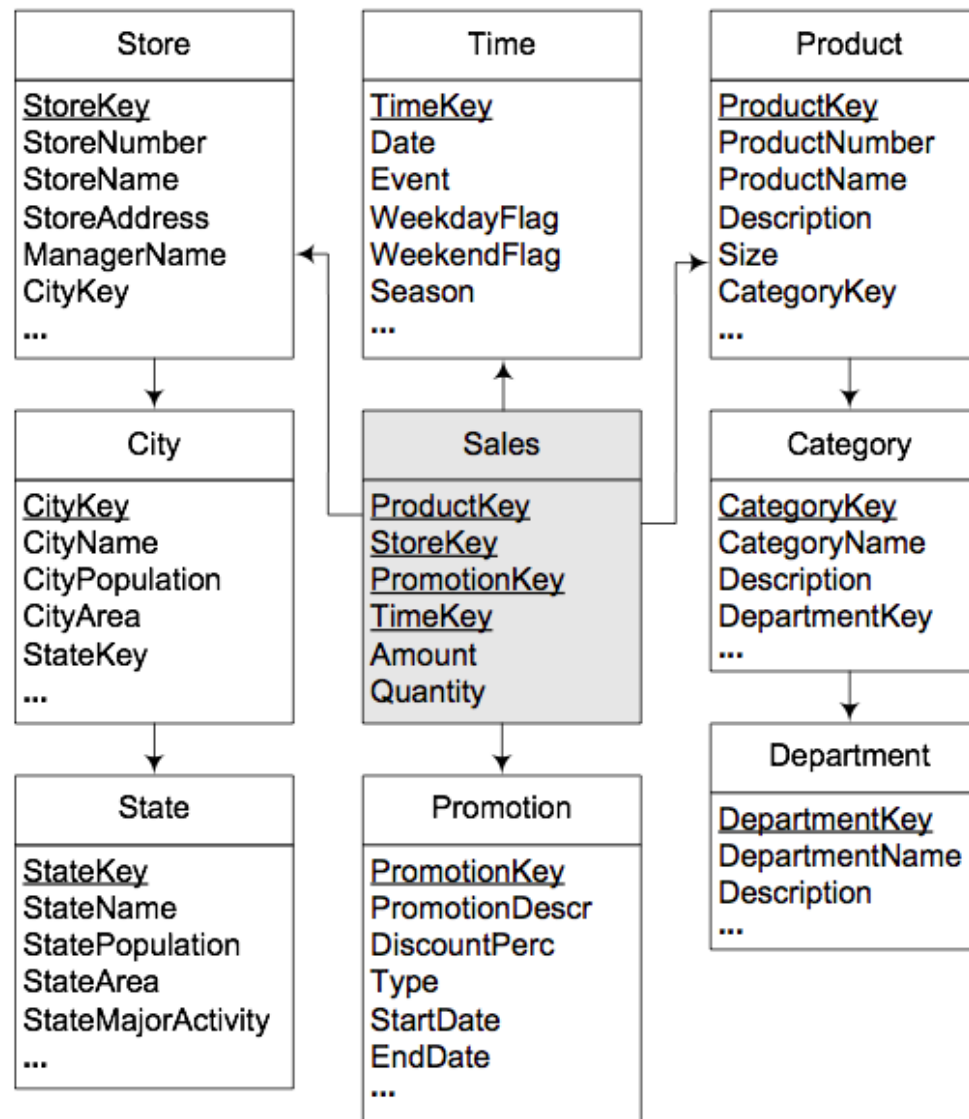 Store
StoreKey
StoreNumber
StoreName
StoreAddress
ManagerName
CityKey
...
Time
TimeKey
Date
Event
WeekdayFlag
WeekendFlag
Season
...
Product
ProductKey
ProductNumber
ProductName
Description
Size
CategoryKey
...
City
CityKey
CityName
CityPopulation
CityArea
StateKey
...
Sales
ProductKey
StoreKey
PromotionKey
TimeKey
Amount
Quantity
Category
CategoryKey
CategoryName
Description
DepartmentKey
...
State
StateKey
StateName
StatePopulation
StateArea
StateMajorActivity
...
Promotion
PromotionKey
PromotionDescr
DiscountPerc
Type
StartDate
EndDate
...
Department
DepartmentKey
DepartmentName
Description
...